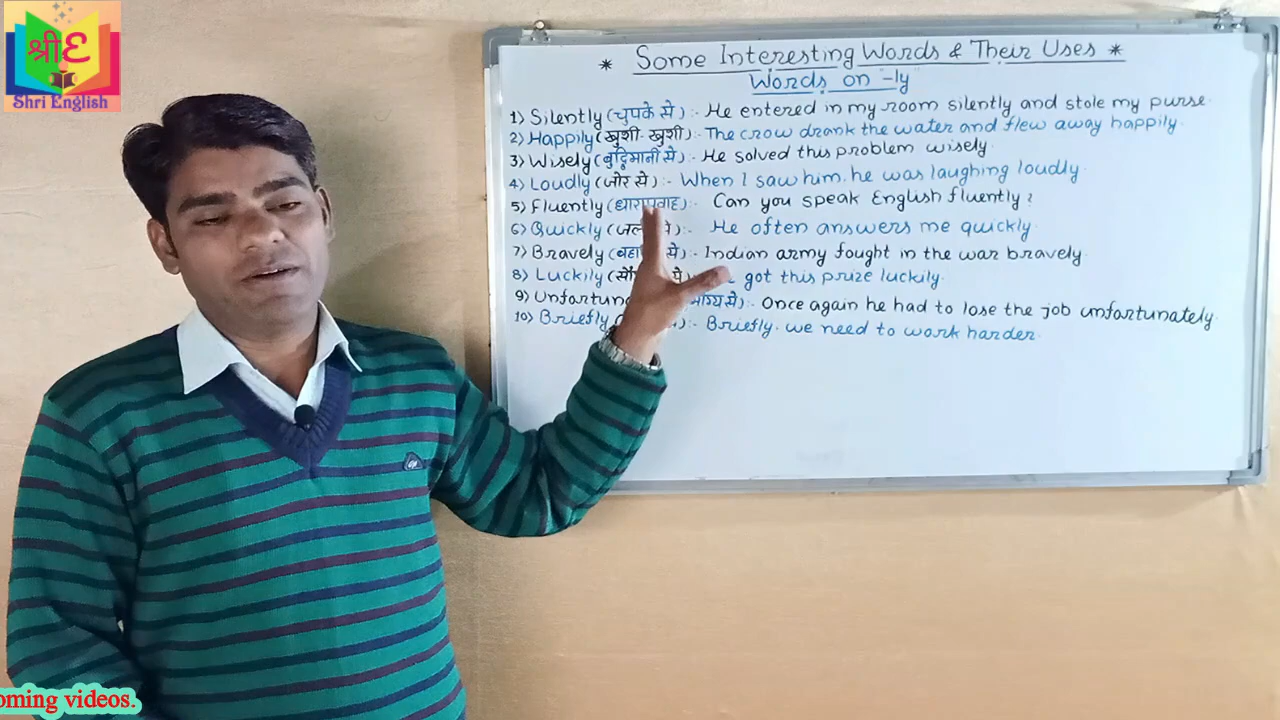 श्री ε
Shri English
* Some Interesting Words & Their Uses *
Words on "-ly"
1) Silently (चुपके से) :- He entered in my room silently and stole my purse.
2) Happily (खुशी खुशी) :- The crow drank the water and flew away happily.
3) Wisely (बुद्धिमानी से) :- He solved this problem wisely.
4) Loudly (जोर से) :- When I saw him, he was laughing loudly.
5) Fluently (धाराप्रवाह) :- Can you speak English fluently?
6) Quickly :- He often answers me quickly.
7) Bravely :- Indian army fought in the war bravely.
8) Luckily got this prize luckily.
9) :- Once again he had to lose the job unfortunately.
10) Briefly :- Briefly, we need to work harder.
oming videos.